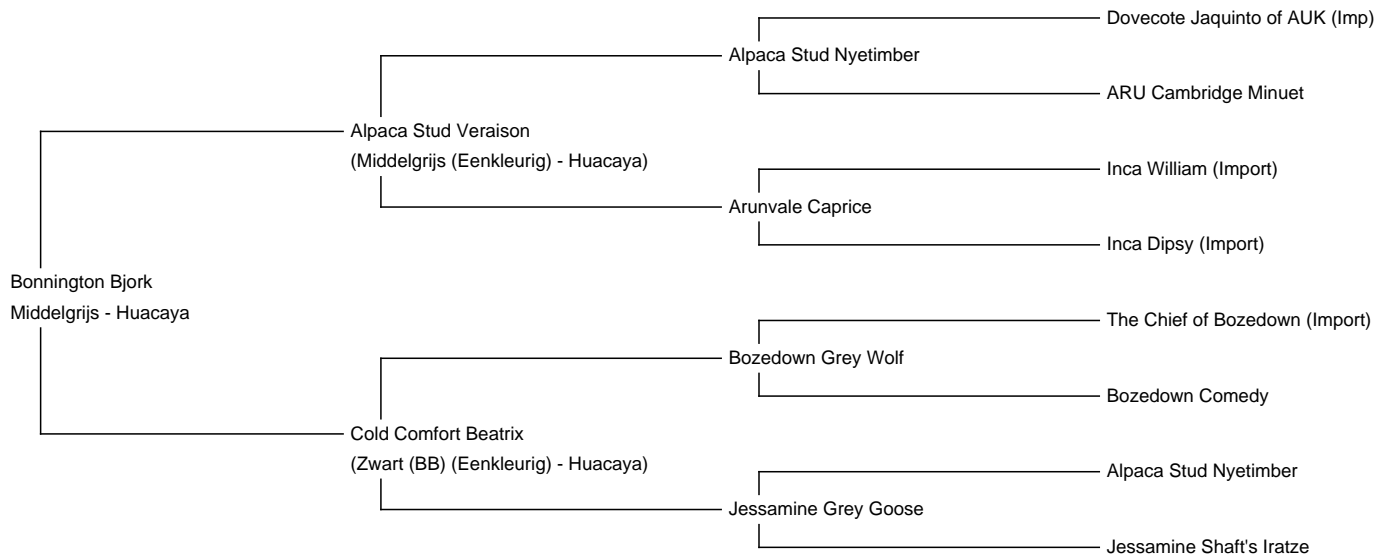 Dovecote Jaquinto of AUK (Imp)
Alpaca Stud Nyetimber
ARU Cambridge Minuet
Alpaca Stud Veraison
(Middelgrijs (Eenkleurig) - Huacaya)
Inca William (Import)
Arunvale Caprice
Inca Dipsy (Import)
Bonnington Bjork
Middelgrijs - Huacaya
The Chief of Bozedown (Import)
Bozedown Grey Wolf
Bozedown Comedy
Cold Comfort Beatrix
(Zwart (BB) (Eenkleurig) - Huacaya)
Alpaca Stud Nyetimber
Jessamine Grey Goose
Jessamine Shaft's Iratze